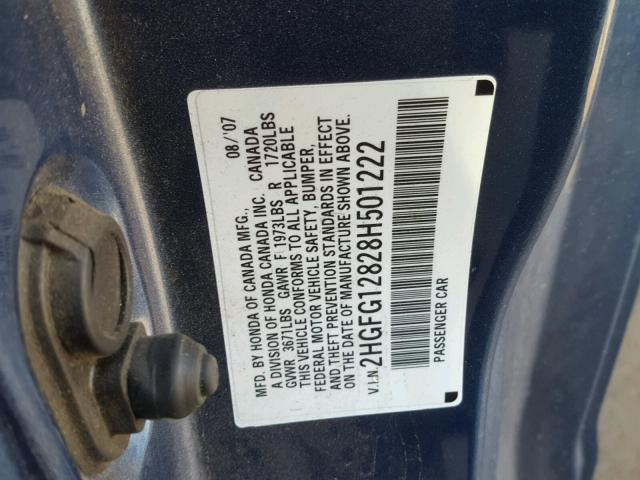 MFG. BY HONDA OF CANADA MFG., 08/'07
A DIVISION OF HONDA CANADA INC. CANADA
GVWR 3671LBS GAWR F 1973LBS R 1720LBS
THIS VEHICLE CONFORMS TO ALL APPLICABLE
FEDERAL MOTOR VEHICLE SAFETY, BUMPER,
AND THEFT PREVENTION STANDARDS IN EFFECT
ON THE DATE OF MANUFACTURE SHOWN ABOVE.
V.I.N. 2HGFG12828H501222
PASSENGER CAR